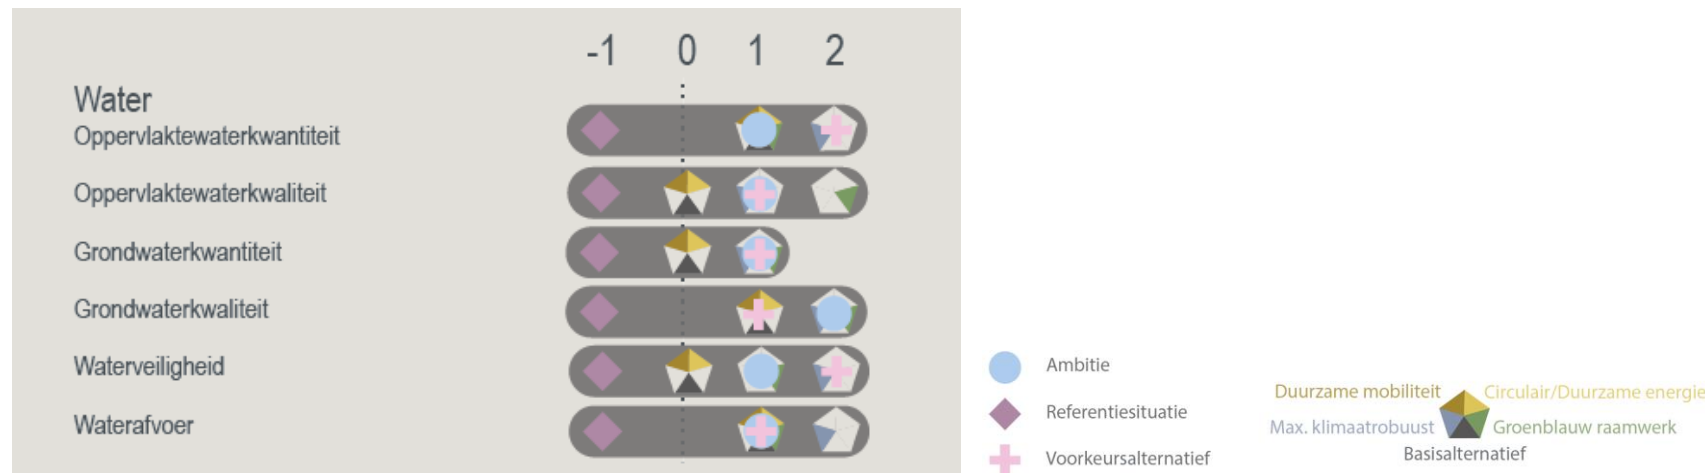 -1 0 1 2
Water
Oppervlaktewaterkwantiteit
Oppervlaktewaterkwaliteit
Grondwaterkwantiteit
Grondwaterkwaliteit
Waterveiligheid
Waterafvoer
Ambitie
Referentiesituatie
Voorkeursalternatief
Duurzame mobiliteit Circulair/Duurzame energie
Max. klimaatrobuust Groenblauw raamwerk
Basisalternatief